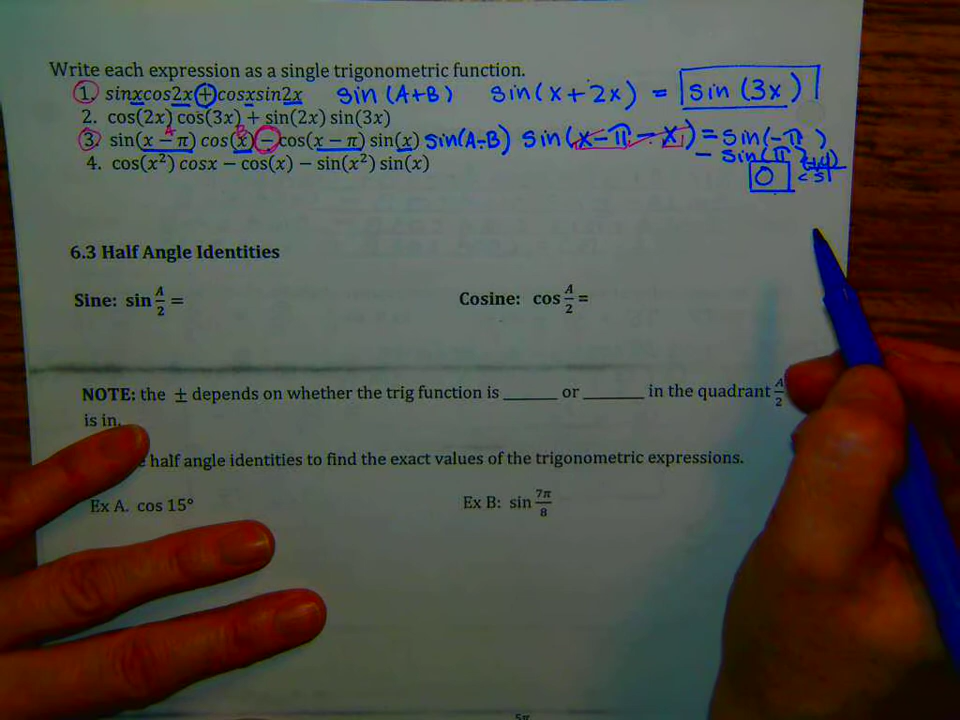 Write each expression as a single trigonometric function.
1. sinxcos2x + cosxsin2x sin (A+B) sin (x + 2x) = sin (3x)
2. cos(2x) cos(3x) + sin(2x) sin(3x)
3. sin(x − π) cos(x) − cos(x − π) sin(x) sin(A-B) sin (x-π - x) = sin(-π)
A B
- sin(π)
4. cos(x²) cosx − cos(x) − sin(x²) sin(x)
0
6.3 Half Angle Identities
Sine: sin A/2 = Cosine: cos A/2 =
NOTE: the ± depends on whether the trig function is ______ or ______ in the quadrant A/2
is in.
half angle identities to find the exact values of the trigonometric expressions.
Ex A. cos 15° Ex B: sin 7π/8